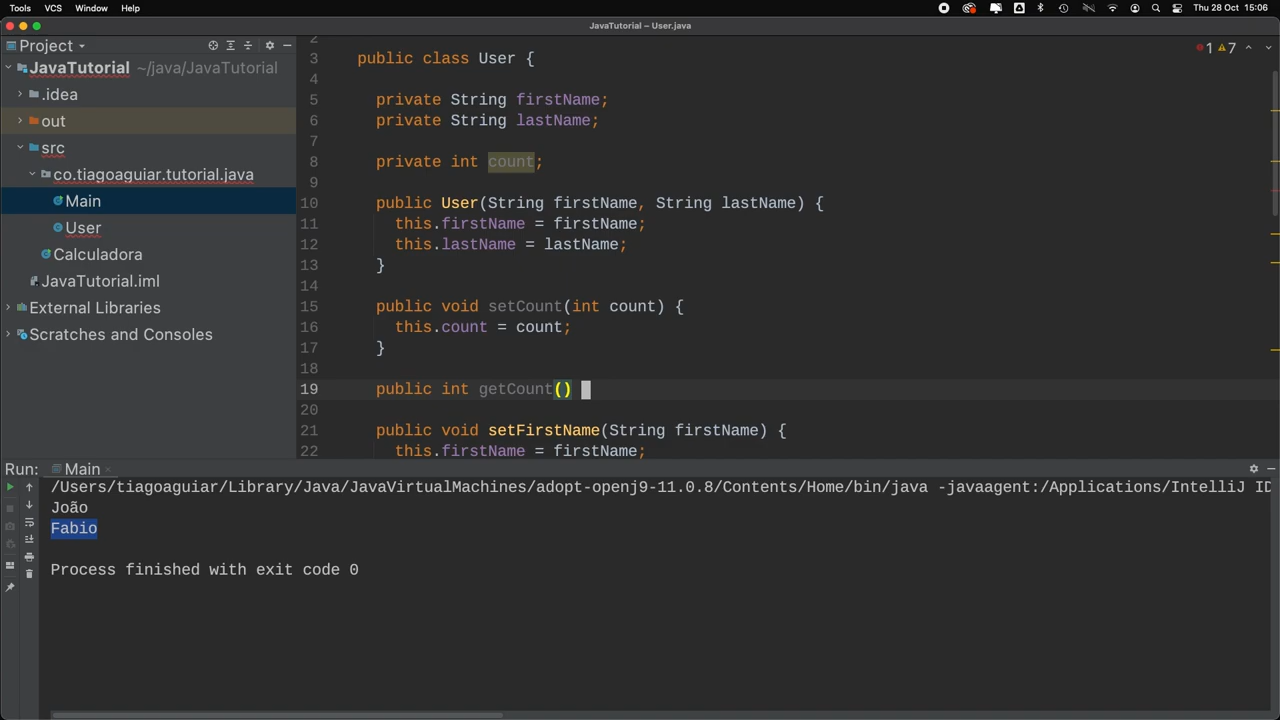 Tools VCS Window Help Thu 28 Oct 15:06
JavaTutorial – User.java
Project
JavaTutorial ~/java/JavaTutorial
.idea
out
src
co.tiagoaguiar.tutorial.java
Main
User
Calculadora
JavaTutorial.iml
External Libraries
Scratches and Consoles
1 7
2
3 public class User {
4
5 private String firstName;
6 private String lastName;
7
8 private int count;
9
10 public User(String firstName, String lastName) {
11 this.firstName = firstName;
12 this.lastName = lastName;
13 }
14
15 public void setCount(int count) {
16 this.count = count;
17 }
18
19 public int getCount()
20
21 public void setFirstName(String firstName) {
22 this.firstName = firstName;
Run: Main
/Users/tiagoaguiar/Library/Java/JavaVirtualMachines/adopt-openj9-11.0.8/Contents/Home/bin/java -javaagent:/Applications/IntelliJ ID
João
Fabio
Process finished with exit code 0